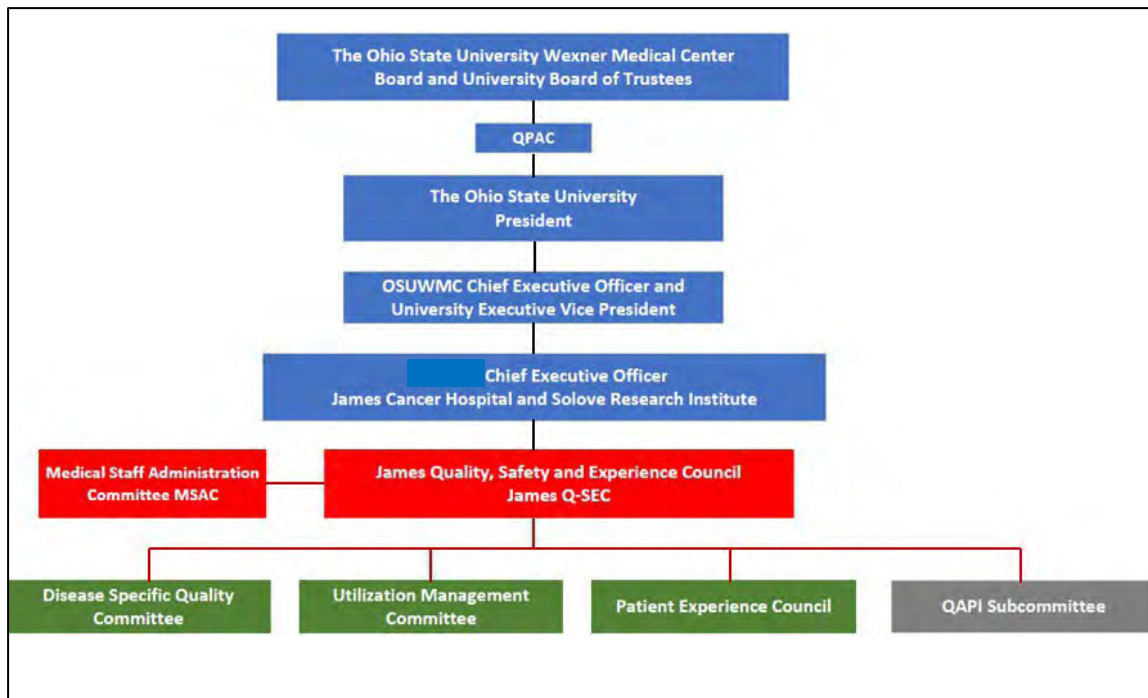 The Ohio State University Wexner Medical Center
Board and University Board of Trustees
QPAC
The Ohio State University
President
OSUWMC Chief Executive Officer and
University Executive Vice President
Chief Executive Officer
James Cancer Hospital and Solove Research Institute
Medical Staff Administration
Committee MSAC
James Quality, Safety and Experience Council
James Q-SEC
Disease Specific Quality
Committee
Utilization Management
Committee
Patient Experience Council
QAPI Subcommittee